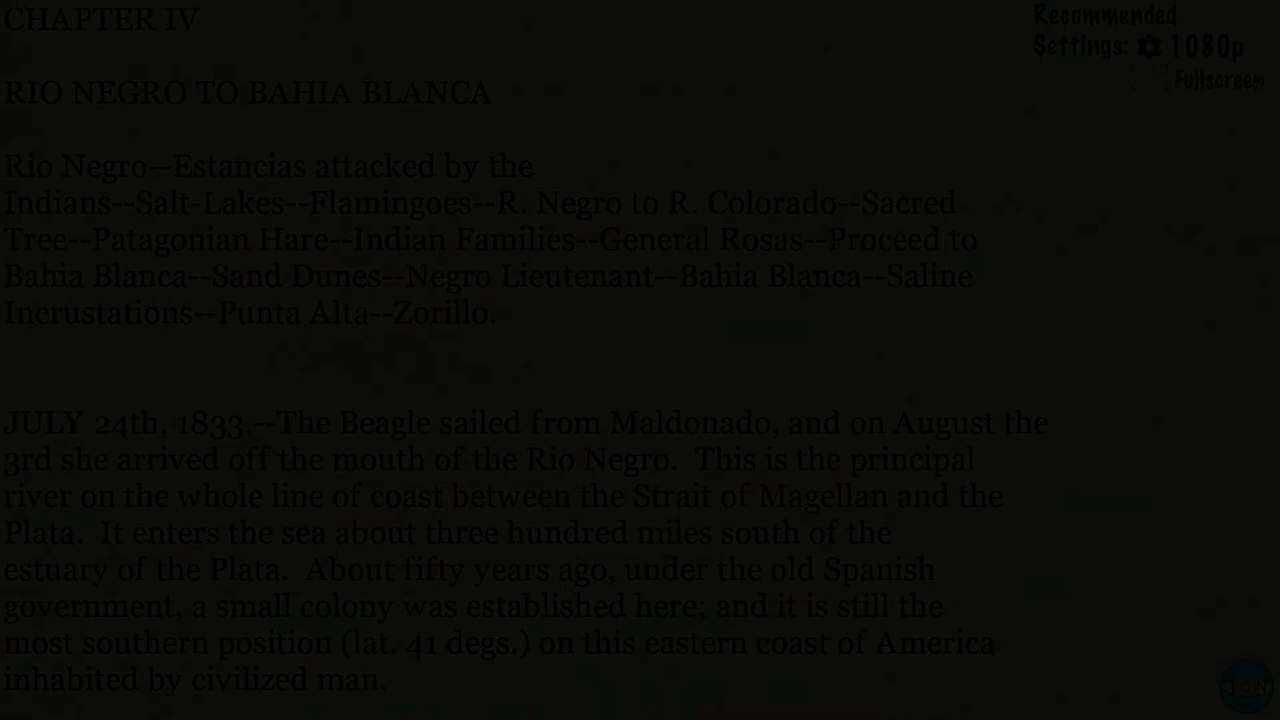 CHAPTER IV
RIO NEGRO TO BAHIA BLANCA
Rio Negro--Estancias attacked by the
Indians--Salt-Lakes--Flamingoes--R. Negro to R. Colorado--Sacred
Tree--Patagonian Hare--Indian Families--General Rosas--Proceed to
Bahia Blanca--Sand Dunes--Negro Lieutenant--Bahia Blanca--Saline
Incrustations--Punta Alta--Zorillo.
JULY 24th, 1833.--The Beagle sailed from Maldonado, and on August the
3rd she arrived off the mouth of the Rio Negro.  This is the principal
river on the whole line of coast between the Strait of Magellan and the
Plata.  It enters the sea about three hundred miles south of the
estuary of the Plata.  About fifty years ago, under the old Spanish
government, a small colony was established here; and it is still the
most southern position (lat. 41 degs.) on this eastern coast of America
inhabited by civilized man.
Recommended
Settings: 1080p
Fullscreen